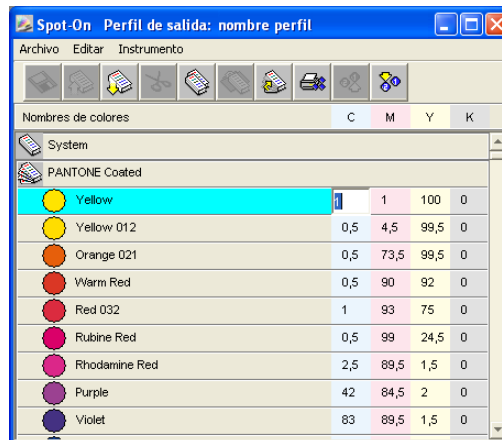 Spot-On Perfil de salida: nombre perfil
Archivo Editar Instrumento
Nombres de colores C M Y K
System
PANTONE Coated
Yellow 1 1 100 0
Yellow 012 0,5 4,5 99,5 0
Orange 021 0,5 73,5 99,5 0
Warm Red 0,5 90 92 0
Red 032 1 93 75 0
Rubine Red 0,5 99 24,5 0
Rhodamine Red 2,5 89,5 1,5 0
Purple 42 84,5 2 0
Violet 83 89,5 1,5 0